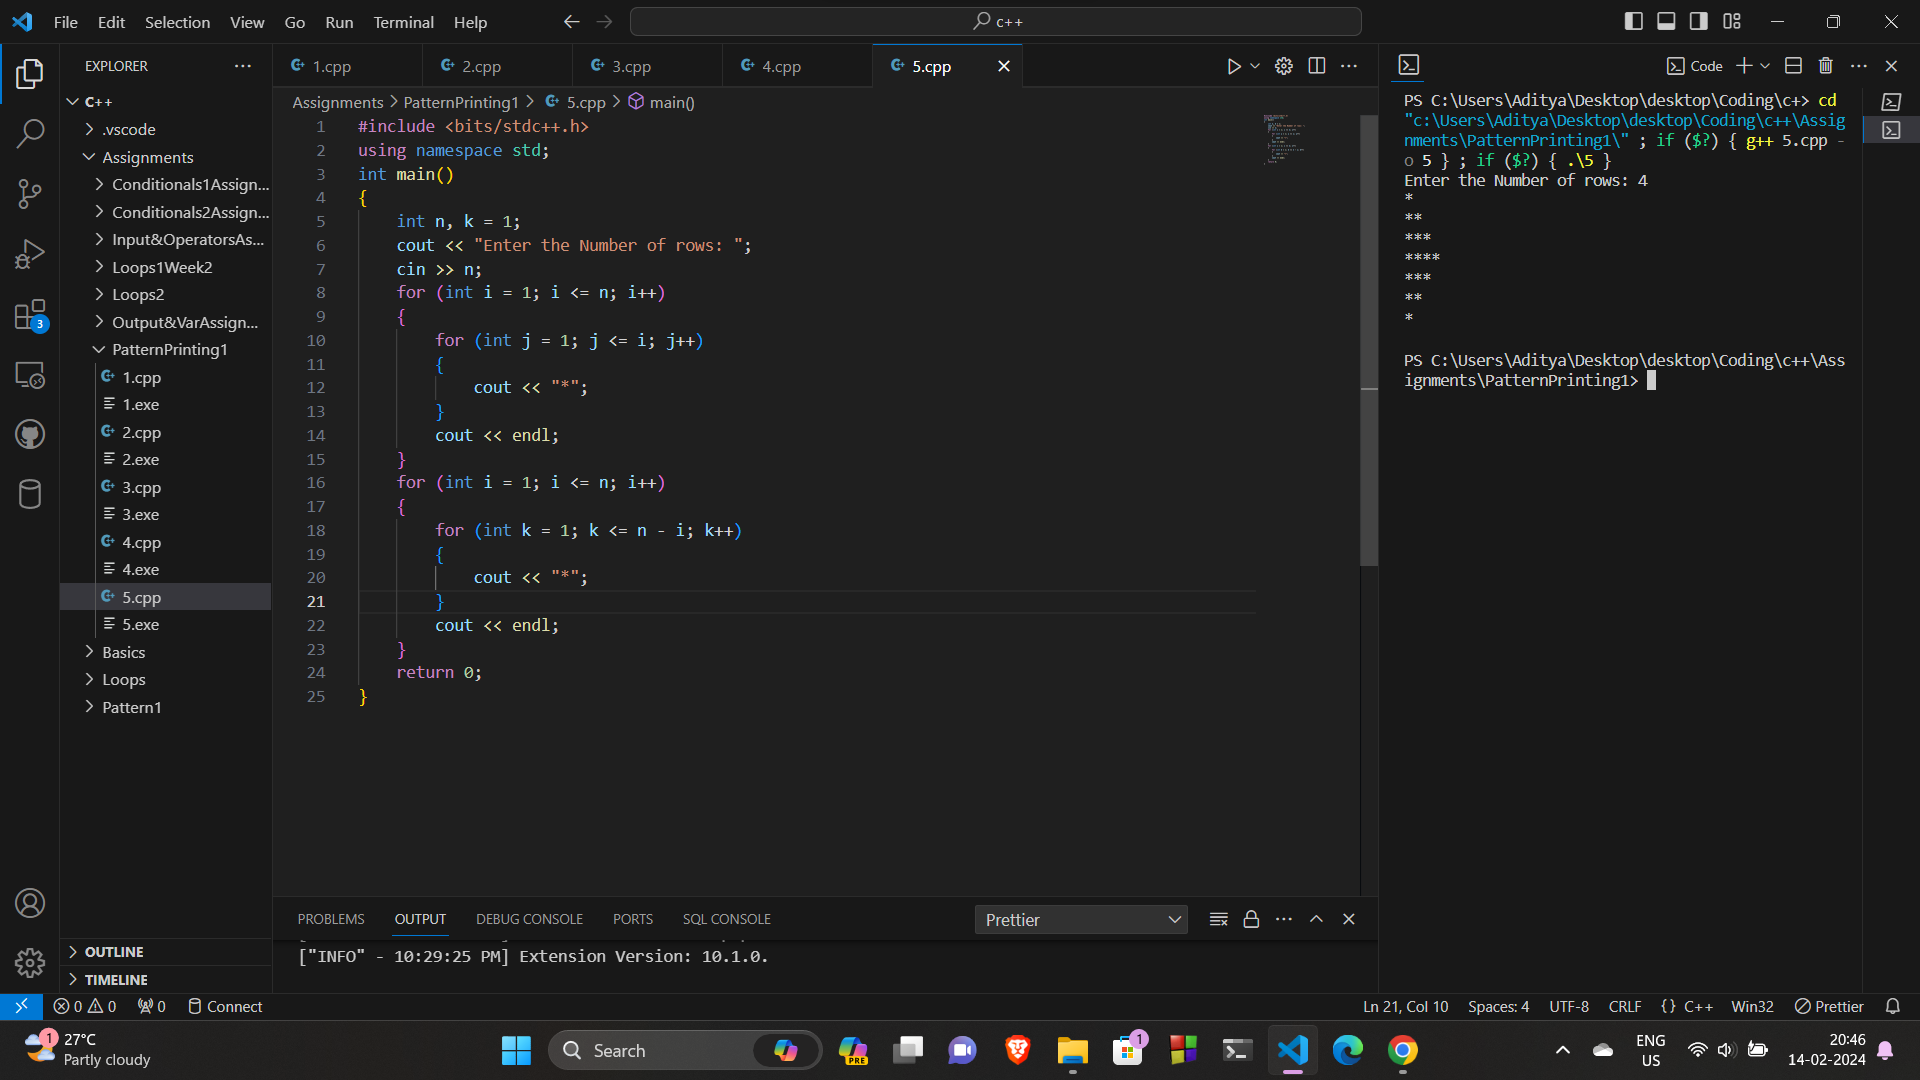 File Edit Selection View Go Run Terminal Help
c++
EXPLORER
C++
.vscode
Assignments
Conditionals1Assign...
Conditionals2Assign...
Input&OperatorsAs...
Loops1Week2
Loops2
Output&VarAssign...
PatternPrinting1
1.cpp
1.exe
2.cpp
2.exe
3.cpp
3.exe
4.cpp
4.exe
5.cpp
5.exe
Basics
Loops
Pattern1
OUTLINE
TIMELINE
1.cpp 2.cpp 3.cpp 4.cpp 5.cpp
Assignments > PatternPrinting1 > 5.cpp > main()
1 #include <bits/stdc++.h>
2 using namespace std;
3 int main()
4 {
5 int n, k = 1;
6 cout << "Enter the Number of rows: ";
7 cin >> n;
8 for (int i = 1; i <= n; i++)
9 {
10 for (int j = 1; j <= i; j++)
11 {
12 cout << "*";
13 }
14 cout << endl;
15 }
16 for (int i = 1; i <= n; i++)
17 {
18 for (int k = 1; k <= n - i; k++)
19 {
20 cout << "*";
21 }
22 cout << endl;
23 }
24 return 0;
25 }
Code
PS C:\Users\Aditya\Desktop\desktop\Coding\c+> cd
"c:\Users\Aditya\Desktop\desktop\Coding\c++\Assig
nments\PatternPrinting1\" ; if ($?) { g++ 5.cpp -
o 5 } ; if ($?) { .\5 }
Enter the Number of rows: 4
*
**
***
****
***
**
*
PS C:\Users\Aditya\Desktop\desktop\Coding\c++\Ass
ignments\PatternPrinting1>
PROBLEMS OUTPUT DEBUG CONSOLE PORTS SQL CONSOLE
Prettier
["INFO" - 10:29:25 PM] Extension Version: 10.1.0.
3
0 0 0 Connect
Ln 21, Col 10 Spaces: 4 UTF-8 CRLF {} C++ Win32 Prettier
1
27°C
Partly cloudy
Search
PRE
1
ENG
US
20:46
14-02-2024